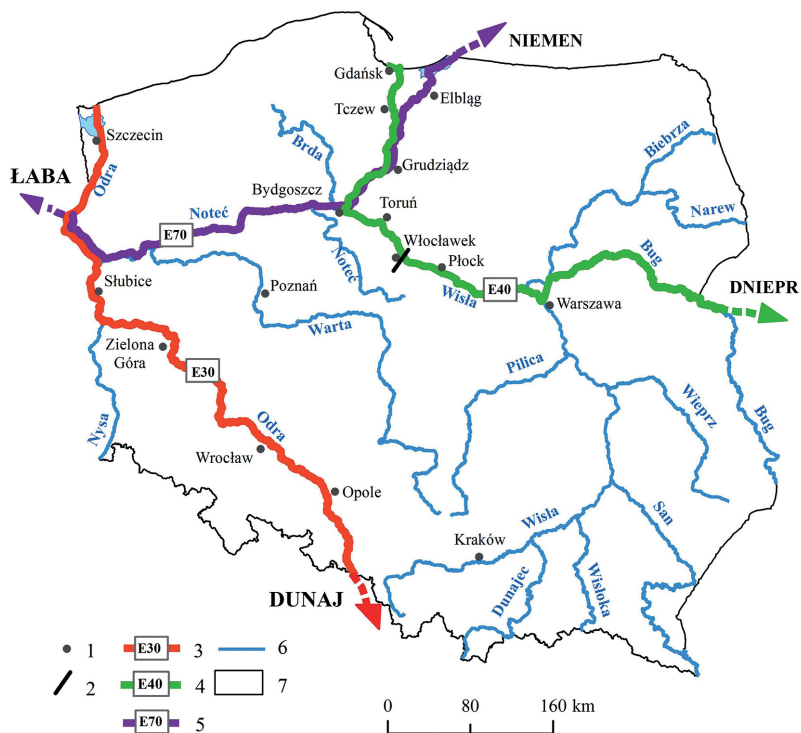 NIEMEN
Gdańsk
Elbląg
Tczew
Szczecin
Biebrza
Brda
Odra
Grudziądz
ŁABA
Bydgoszcz
Toruń
Narew
Noteć
E70
Włocławek
Noteć
Bug
Płock
Słubice
Poznań
Wisła
E40
DNIEPR
Warszawa
Warta
Zielona
Góra
Pilica
E30
Wieprz
Nysa
Odra
Bug
Wrocław
Opole
Wisła
San
Kraków
DUNAJ
Dunajec
Wisłoka
1
E30
3
6
2
E40
4
7
E70
5
0
80
160 km